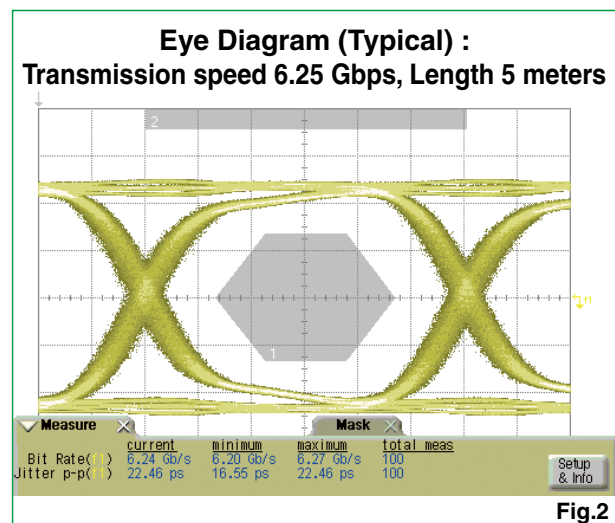 Eye Diagram (Typical) :
Transmission speed 6.25 Gbps, Length 5 meters
2
f1
1
Measure
Mask
current minimum maximum total meas
Bit Rate(f1) 6.24 Gb/s 6.20 Gb/s 6.27 Gb/s 100
Jitter p-p(f1) 22.46 ps 16.55 ps 22.46 ps 100
Setup
& Info
Fig.2